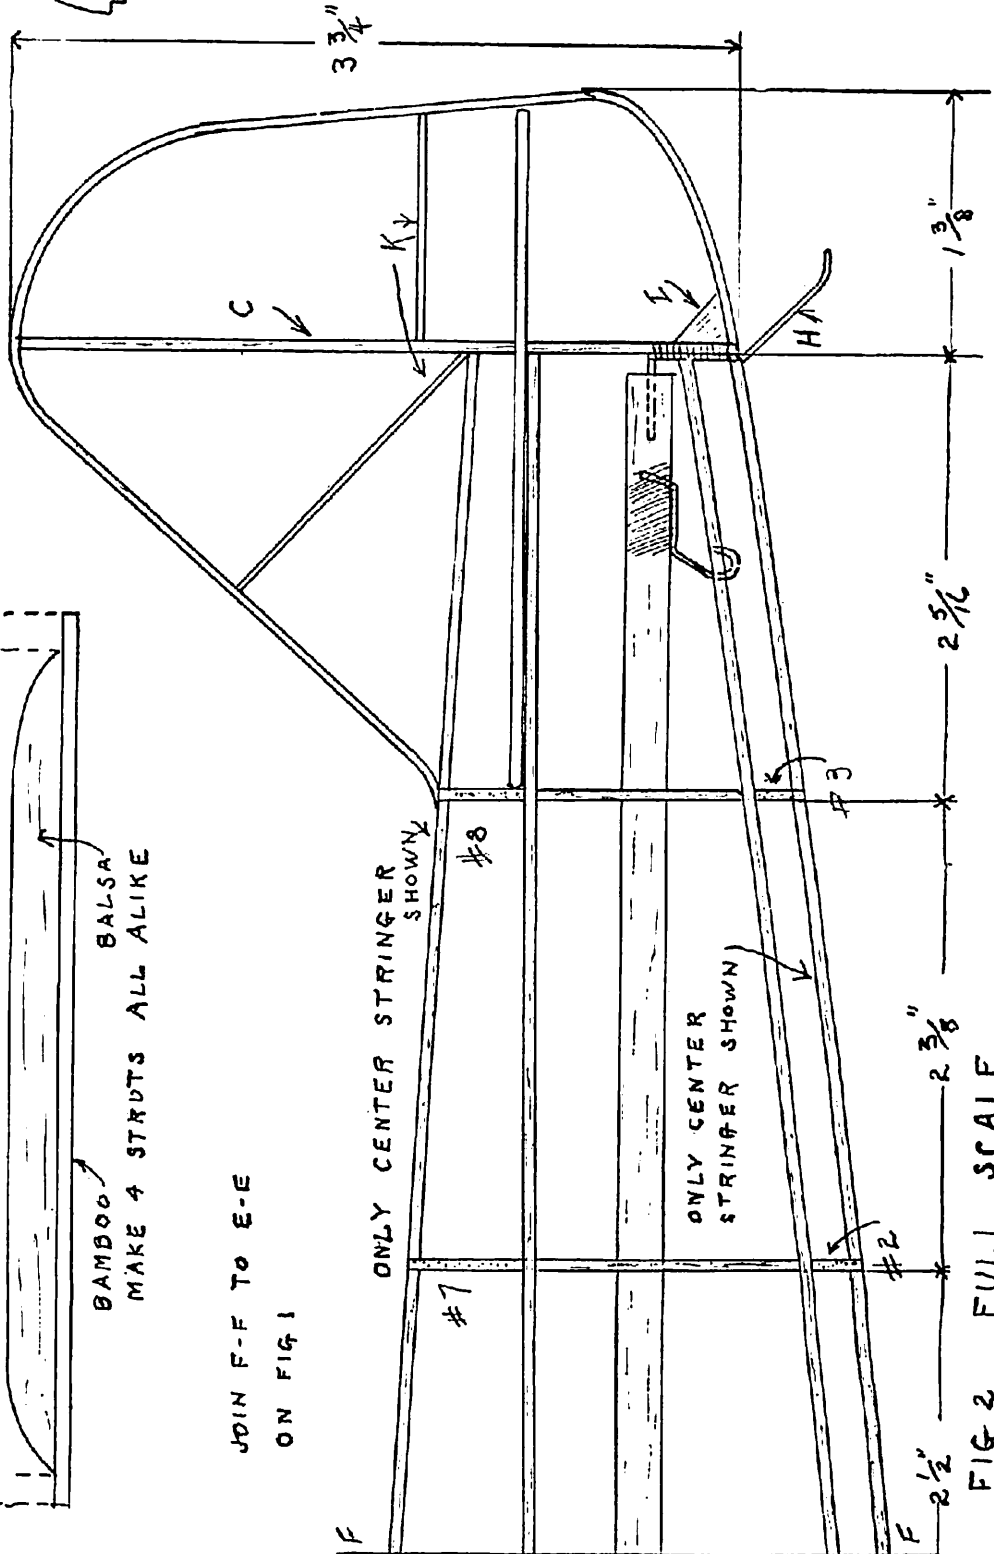 3 3/4"
BALSA
BAMBOO
MAKE 4 STRUTS ALL ALIKE
JOIN F-F TO E-E
ON FIG 1
ONLY CENTER STRINGER
SHOWN
C
K
I
H
#8
#3
#7
#2
ONLY CENTER
STRINGER SHOWN
F
F
2 1/2"
2 3/8"
2 5/16"
1 3/8"
FIG 2 FULL SCALE